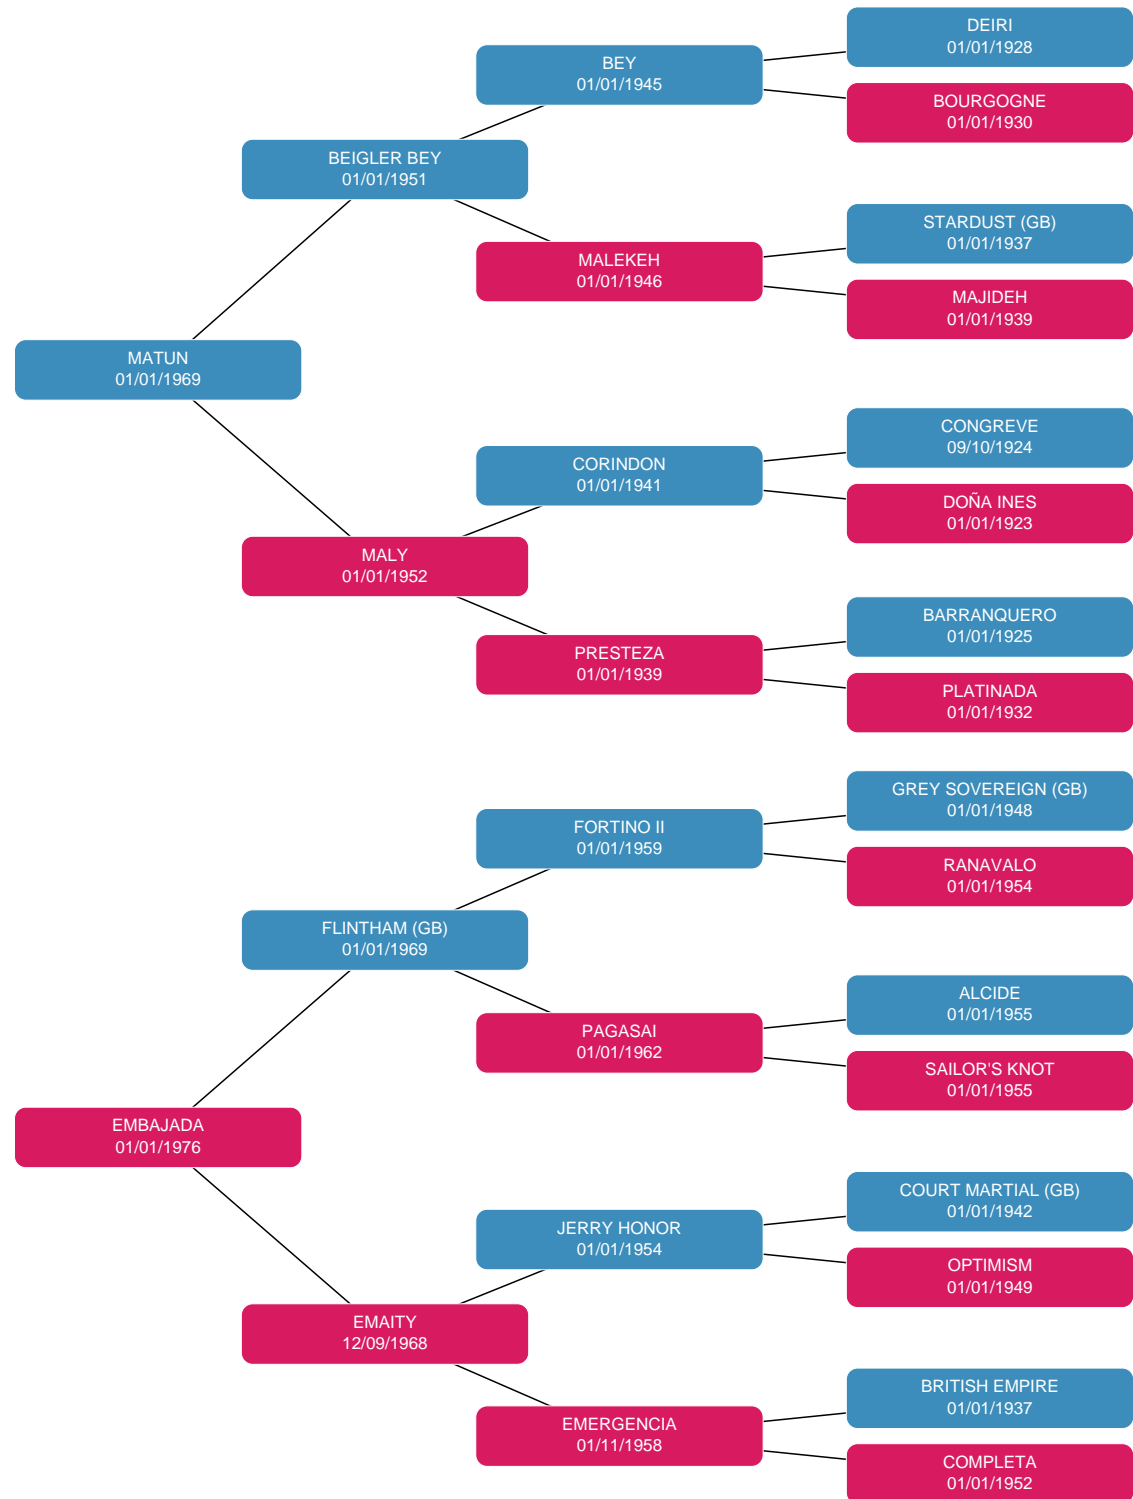 DEIRI
01/01/1928
BEY
01/01/1945
BOURGOGNE
01/01/1930
BEIGLER BEY
01/01/1951
STARDUST (GB)
01/01/1937
MALEKEH
01/01/1946
MAJIDEH
01/01/1939
MATUN
01/01/1969
CONGREVE
09/10/1924
CORINDON
01/01/1941
DOÑA INES
01/01/1923
MALY
01/01/1952
BARRANQUERO
01/01/1925
PRESTEZA
01/01/1939
PLATINADA
01/01/1932
GREY SOVEREIGN (GB)
01/01/1948
FORTINO II
01/01/1959
RANAVALO
01/01/1954
FLINTHAM (GB)
01/01/1969
ALCIDE
01/01/1955
PAGASAI
01/01/1962
SAILOR'S KNOT
01/01/1955
EMBAJADA
01/01/1976
COURT MARTIAL (GB)
01/01/1942
JERRY HONOR
01/01/1954
OPTIMISM
01/01/1949
EMAITY
12/09/1968
BRITISH EMPIRE
01/01/1937
EMERGENCIA
01/11/1958
COMPLETA
01/01/1952